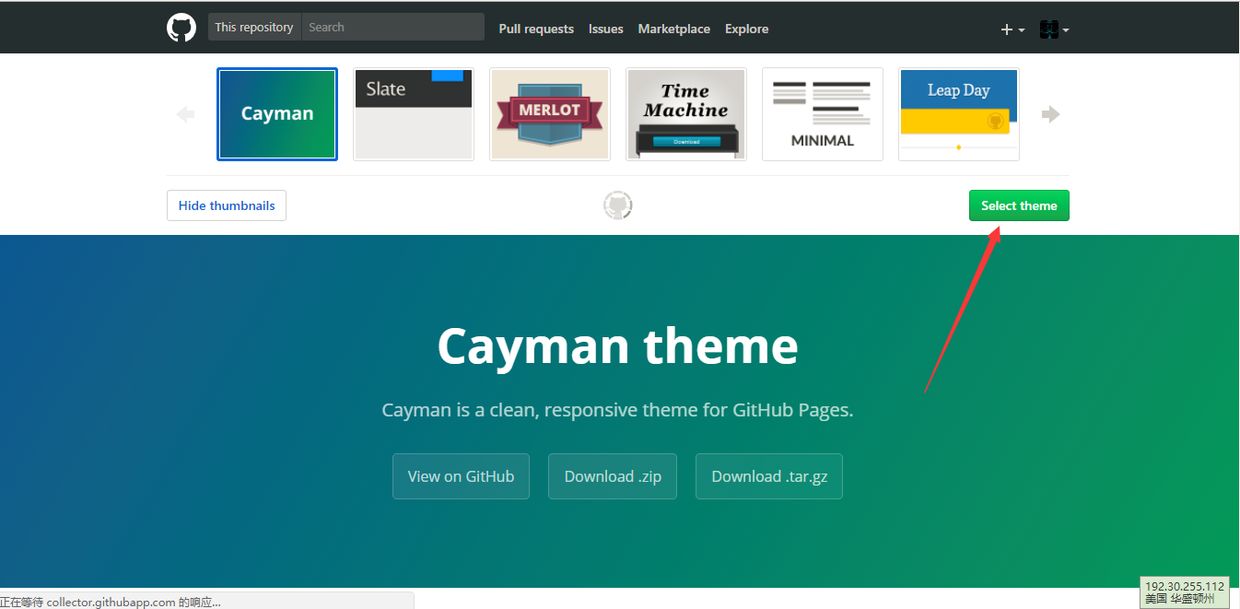 This repository Search Pull requests Issues Marketplace Explore
Cayman
Slate
MERLOT
Time
Machine
Download
MINIMAL
Leap Day
Hide thumbnails
Select theme
Cayman theme
Cayman is a clean, responsive theme for GitHub Pages.
View on GitHub
Download .zip
Download .tar.gz
正在等待 collector.githubapp.com 的响应...
192.30.255.112
美国 华盛顿州